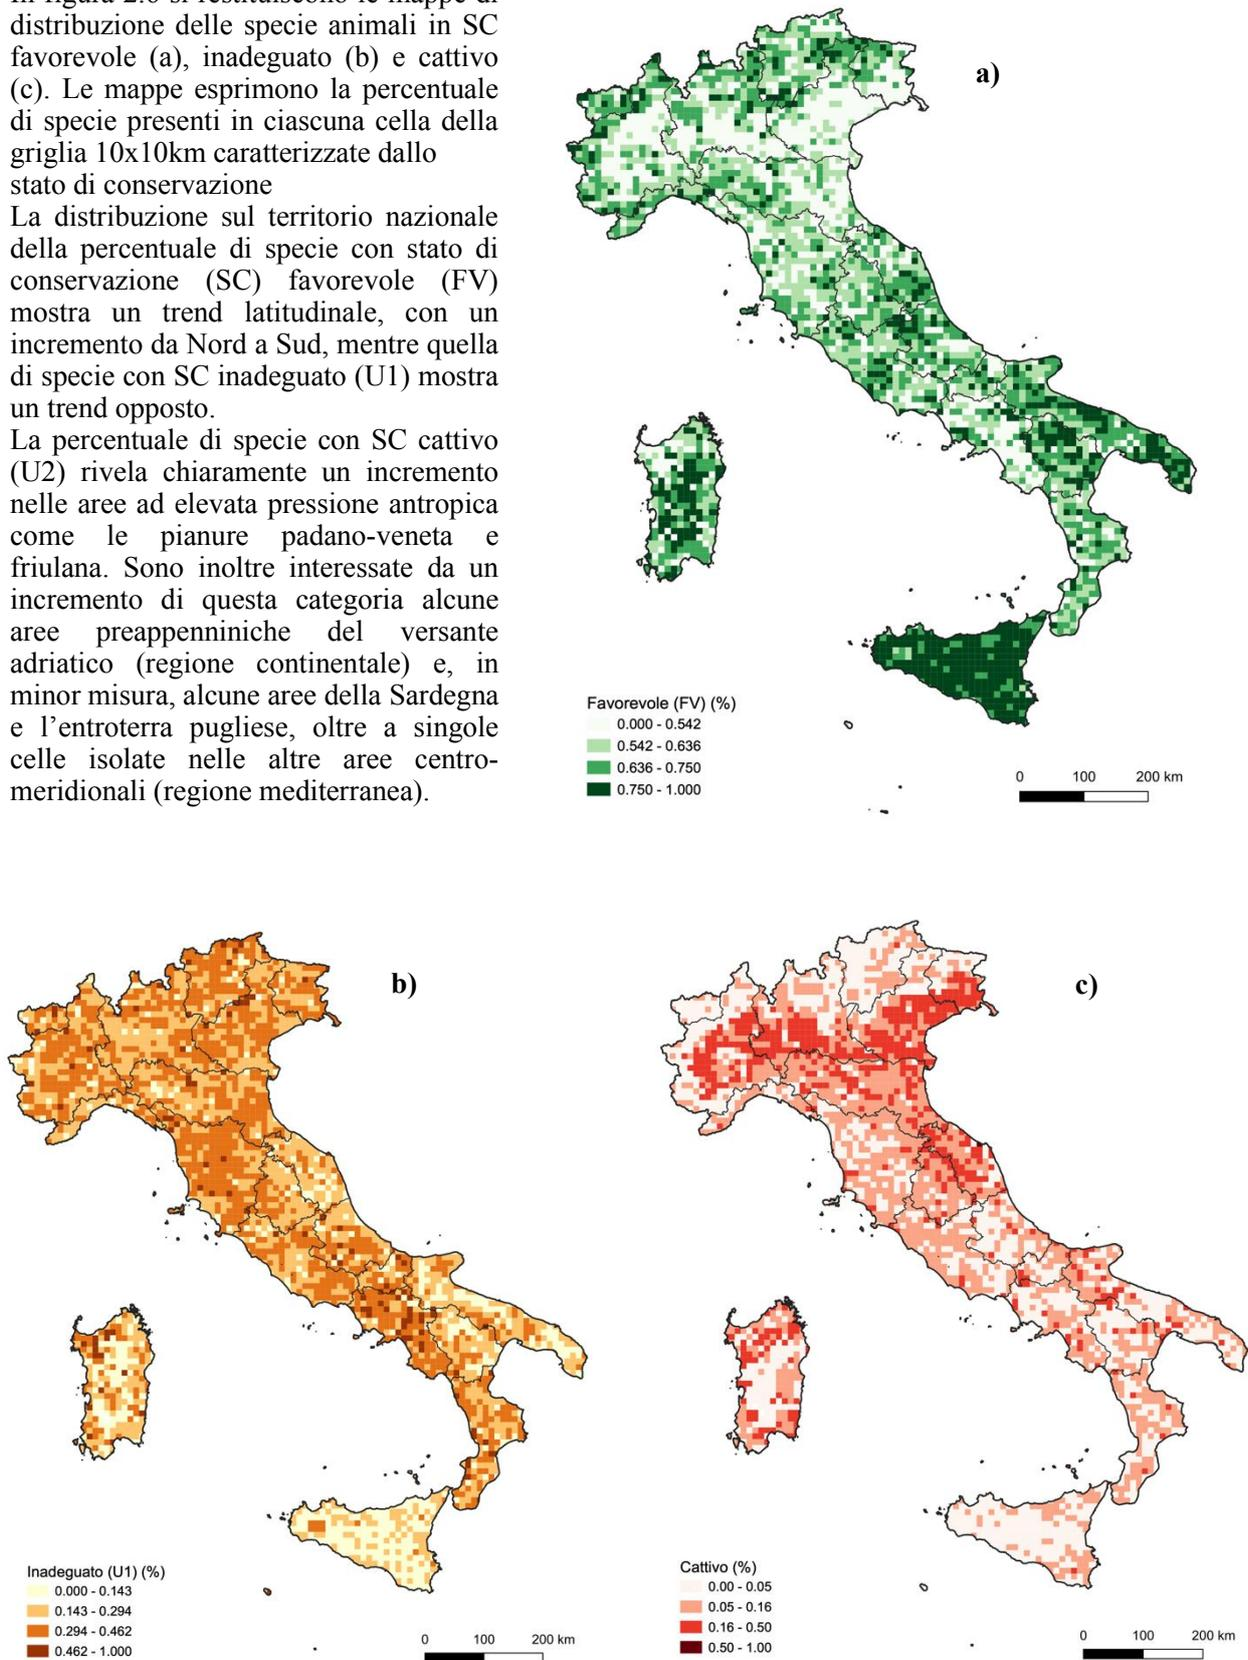 In figura 2.6 si restituiscono le mappe di
distribuzione delle specie animali in SC
favorevole (a), inadeguato (b) e cattivo
(c). Le mappe esprimono la percentuale
di specie presenti in ciascuna cella della
griglia 10x10km caratterizzate dallo
stato di conservazione
La distribuzione sul territorio nazionale
della percentuale di specie con stato di
conservazione (SC) favorevole (FV)
mostra un trend latitudinale, con un
incremento da Nord a Sud, mentre quella
di specie con SC inadeguato (U1) mostra
un trend opposto.
La percentuale di specie con SC cattivo
(U2) rivela chiaramente un incremento
nelle aree ad elevata pressione antropica
come le pianure padano-veneta e
friulana. Sono inoltre interessate da un
incremento di questa categoria alcune
aree preappenniniche del versante
adriatico (regione continentale) e, in
minor misura, alcune aree della Sardegna
e l'entroterra pugliese, oltre a singole
celle isolate nelle altre aree centro-
meridionali (regione mediterranea).
a)
Favorevole (FV) (%)
0.000 - 0.542
0.542 - 0.636
0.636 - 0.750
0.750 - 1.000
0 100 200 km
b)
Inadeguato (U1) (%)
0.000 - 0.143
0.143 - 0.294
0.294 - 0.462
0.462 - 1.000
0 100 200 km
c)
Cattivo (%)
0.00 - 0.05
0.05 - 0.16
0.16 - 0.50
0.50 - 1.00
0 100 200 km